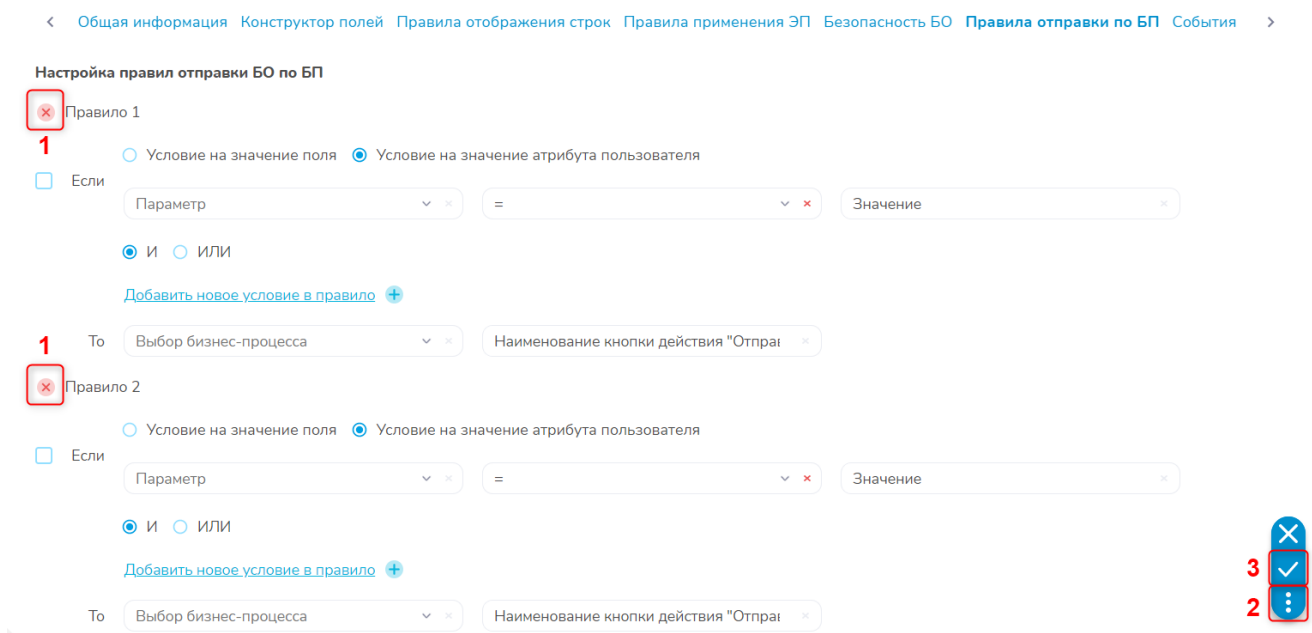 Общая информация Конструктор полей Правила отображения строк Правила применения ЭП Безопасность БО Правила отправки по БП События
Настройка правил отправки БО по БП
Правило 1
1
Условие на значение поля Условие на значение атрибута пользователя
Если
Параметр = Значение
И ИЛИ
Добавить новое условие в правило
1
То Выбор бизнес-процесса Наименование кнопки действия "Отправ
Правило 2
Условие на значение поля Условие на значение атрибута пользователя
Если
Параметр = Значение
И ИЛИ
Добавить новое условие в правило
3
То Выбор бизнес-процесса Наименование кнопки действия "Отправ
2